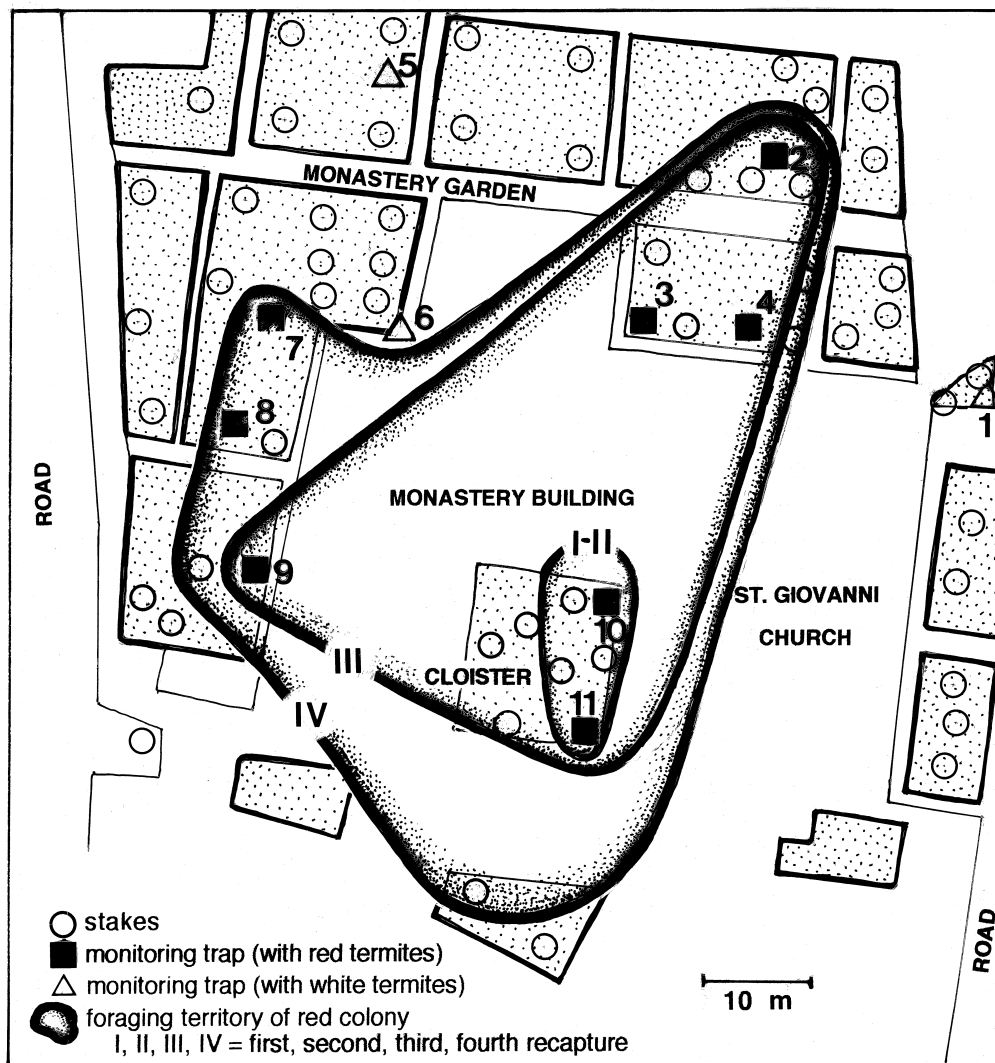 5
2
MONASTERY GARDEN
3
4
6
7
8
1
ROAD
MONASTERY BUILDING
I-II
9
ST. GIOVANNI
CHURCH
10
III
CLOISTER
11
IV
stakes
monitoring trap (with red termites)
monitoring trap (with white termites)
foraging territory of red colony
I, II, III, IV = first, second, third, fourth recapture
10 m
ROAD